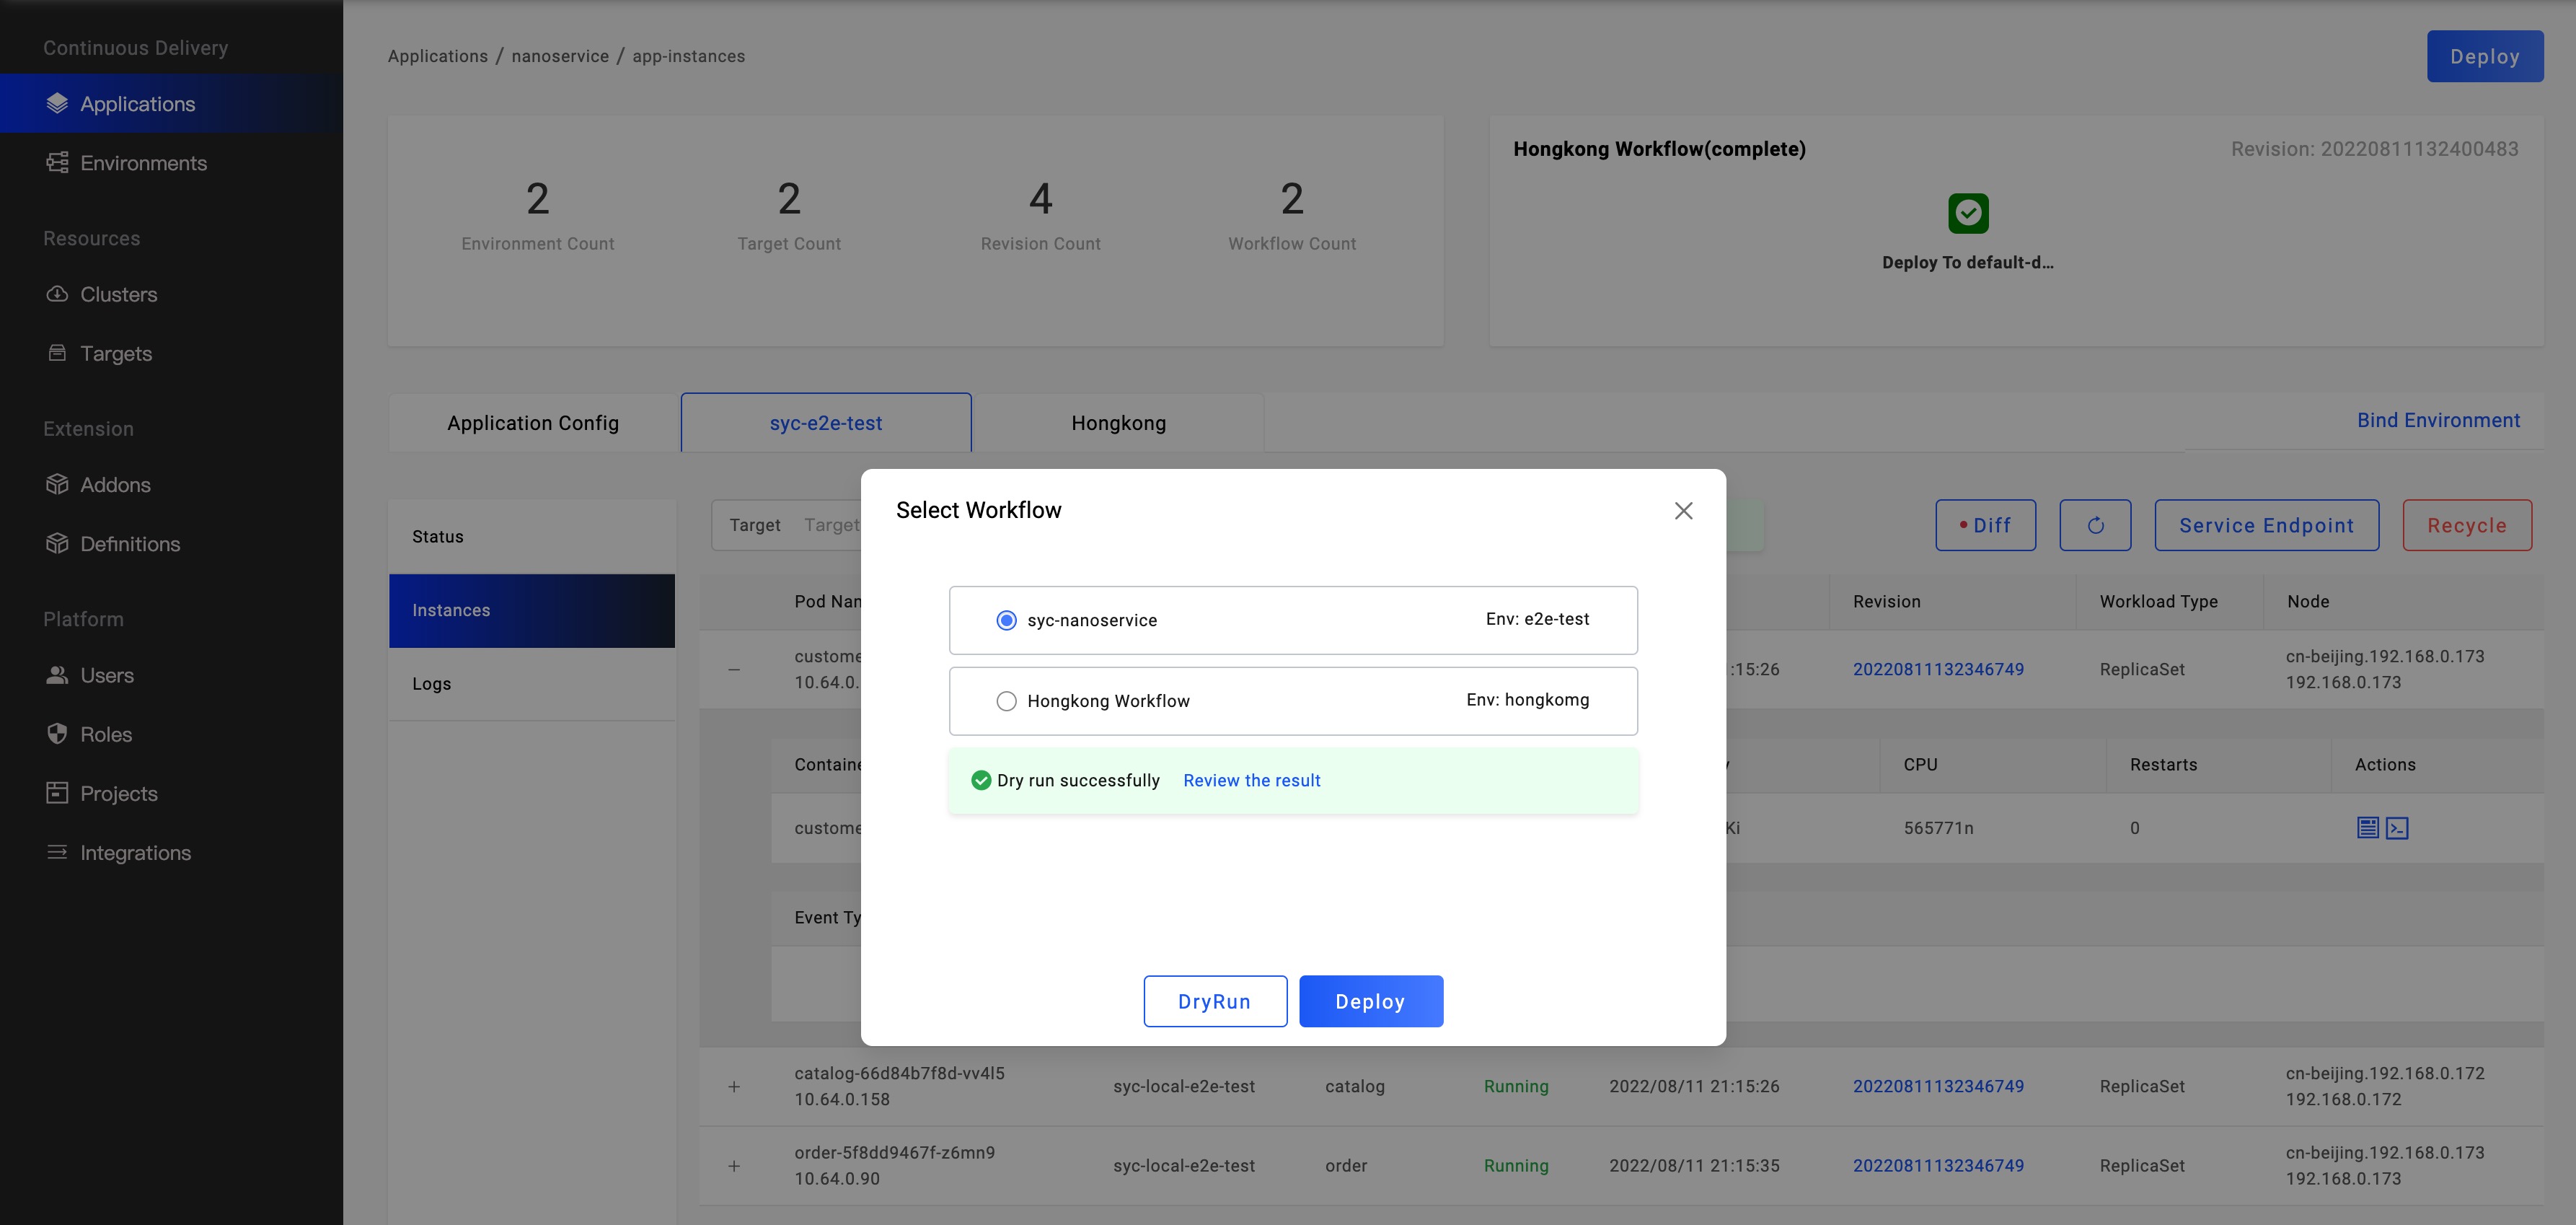 Continuous Delivery
Applications
Environments
Resources
Clusters
Targets
Extension
Addons
Definitions
Platform
Users
Roles
Projects
Integrations
Applications / nanoservice / app-instances
Deploy
2
Environment Count
2
Target Count
4
Revision Count
2
Workflow Count
Hongkong Workflow(complete)
Revision: 20220811132400483
Deploy To default-d...
Application Config
syc-e2e-test
Hongkong
Bind Environment
Status
Instances
Logs
Target Target
Diff
Service Endpoint
Recycle
Select Workflow
syc-nanoservice
Env: e2e-test
Hongkong Workflow
Env: hongkomg
Dry run successfully Review the result
DryRun
Deploy
Pod Nan
Revision
Workload Type
Node
custome
10.64.0.
:15:26
20220811132346749
ReplicaSet
cn-beijing.192.168.0.173
192.168.0.173
Containe
CPU
Restarts
Actions
custome
Ki
565771n
0
Event Ty
catalog-66d84b7f8d-vv4l5
10.64.0.158
syc-local-e2e-test
catalog
Running
2022/08/11 21:15:26
20220811132346749
ReplicaSet
cn-beijing.192.168.0.172
192.168.0.172
order-5f8dd9467f-z6mn9
10.64.0.90
syc-local-e2e-test
order
Running
2022/08/11 21:15:35
20220811132346749
ReplicaSet
cn-beijing.192.168.0.173
192.168.0.173